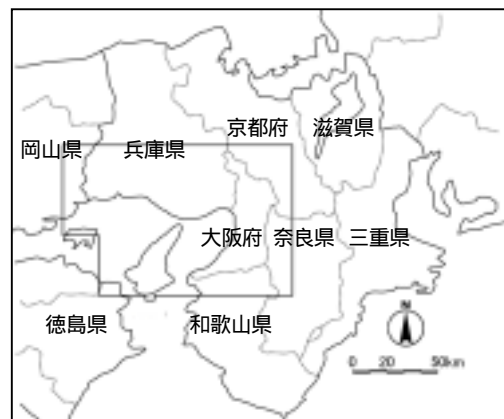 京都府 滋賀県
岡山県 兵庫県
大阪府 奈良県 三重県
徳島県 和歌山県
N
0 20 50km